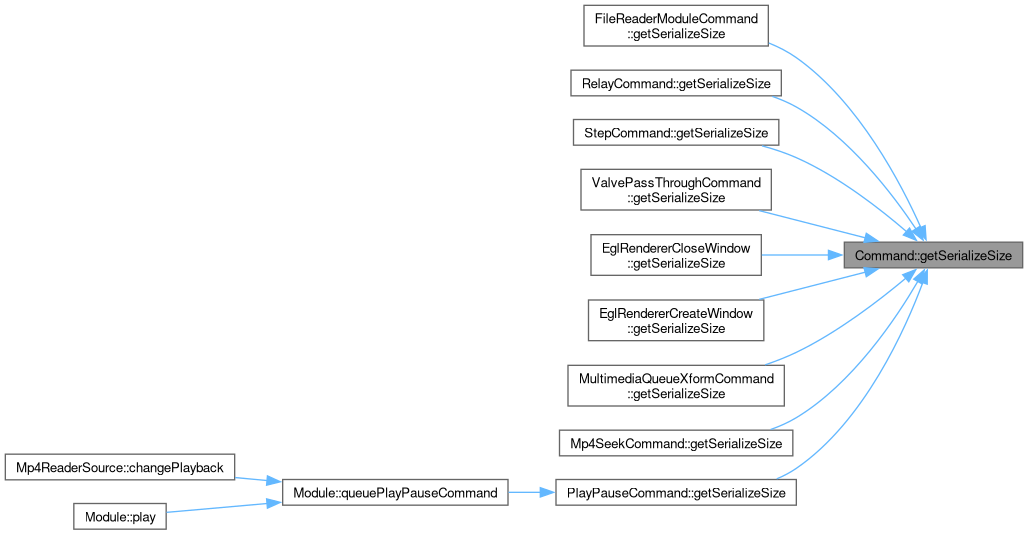 FileReaderModuleCommand
::getSerializeSize
RelayCommand::getSerializeSize
StepCommand::getSerializeSize
ValvePassThroughCommand
::getSerializeSize
EglRendererCloseWindow
::getSerializeSize
Command::getSerializeSize
EglRendererCreateWindow
::getSerializeSize
MultimediaQueueXformCommand
::getSerializeSize
Mp4SeekCommand::getSerializeSize
Mp4ReaderSource::changePlayback
Module::queuePlayPauseCommand
PlayPauseCommand::getSerializeSize
Module::play